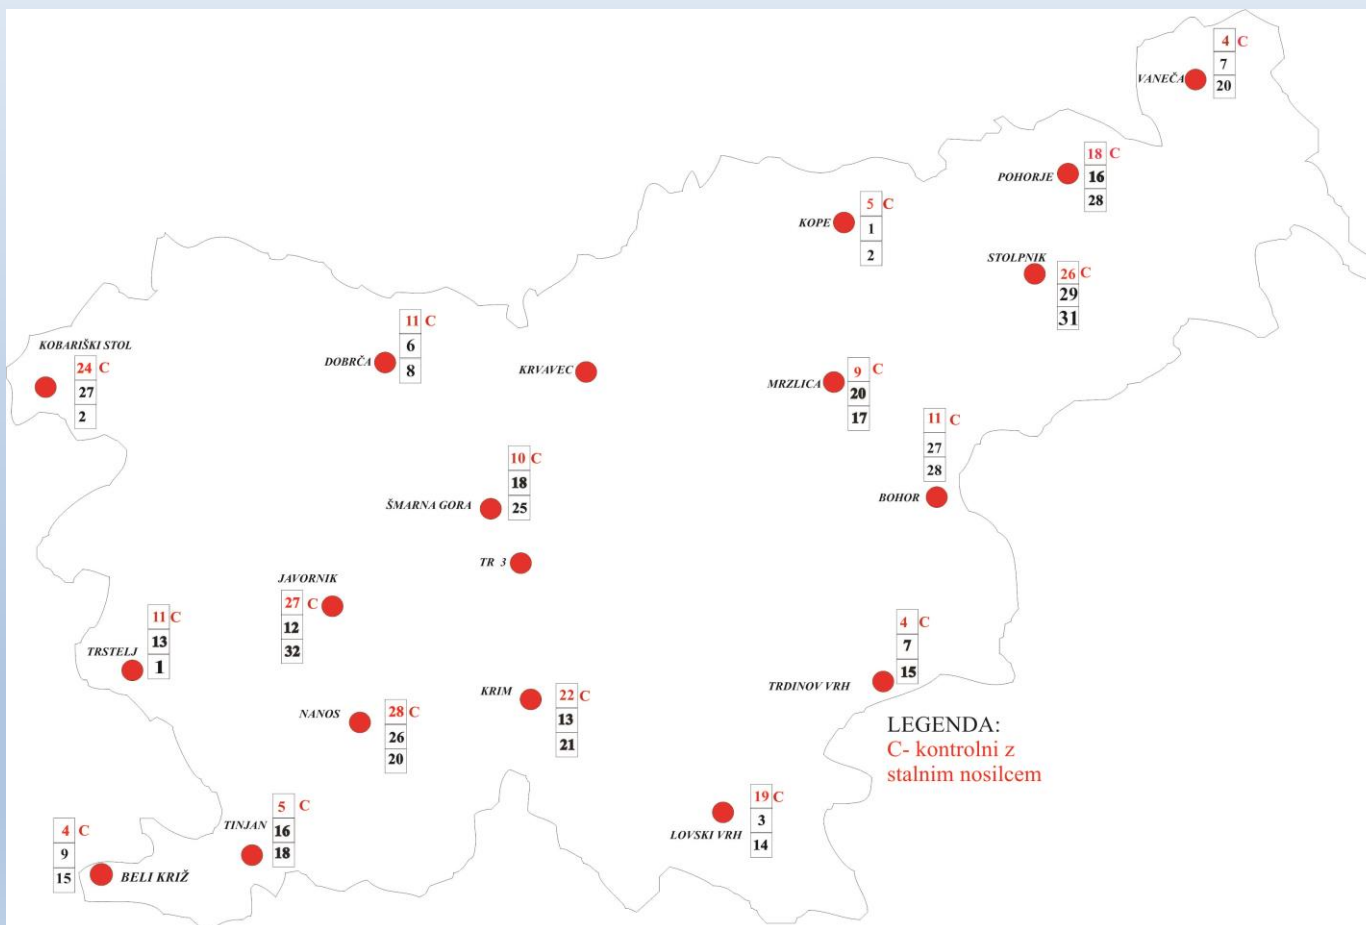 4 C
7
VANEČA
20
18 C
POHORJE
16
28
5 C
KOPE
1
2
STOLPNIK
26 C
29
31
KOBARIŠKI STOL
24 C
27
2
11 C
DOBRČA
6
8
KRVAVEC
MRZLICA
9 C
20
17
11 C
27
28
BOHOR
10 C
18
ŠMARNA GORA
25
TR 3
JAVORNIK
27 C
12
32
11 C
13
TRSTELJ
1
4 C
7
TRDINOV VRH
15
KRIM
22 C
13
21
NANOS
28 C
26
20
LEGENDA:
C- kontrolni z
stalnim nosilcem
19 C
3
LOVSKI VRH
14
5 C
TINJAN
16
18
4 C
9
15
BELI KRIŽ